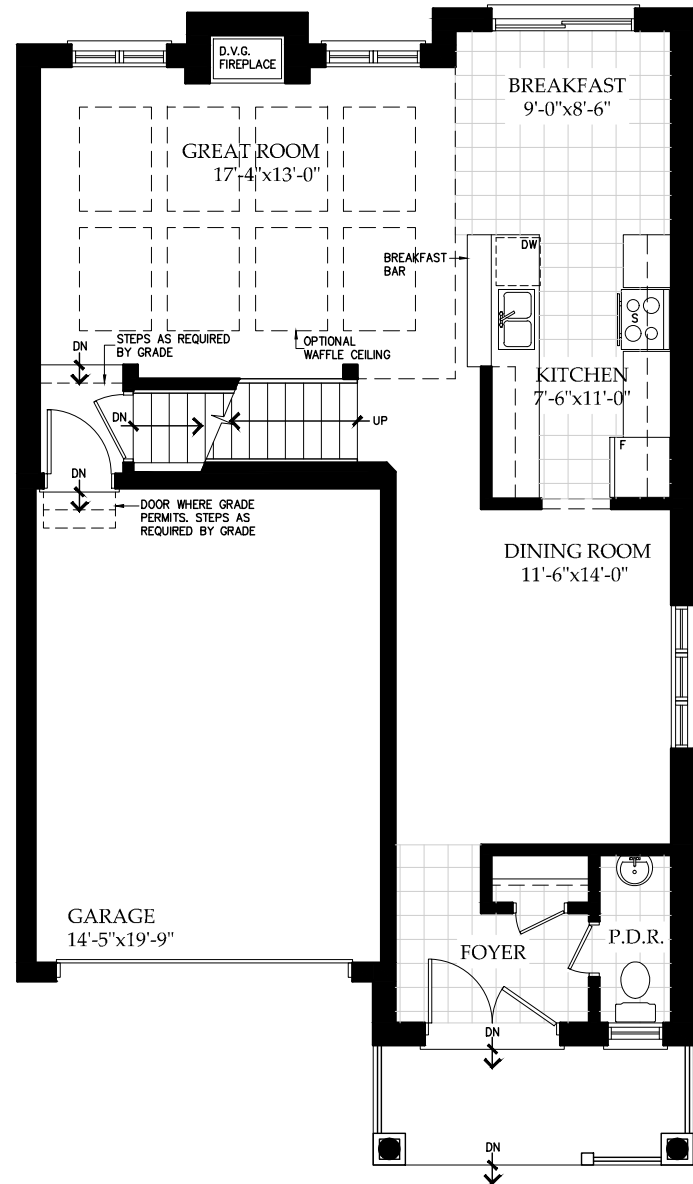 D.V.G.
FIREPLACE
BREAKFAST
9'-0"x8'-6"
GREAT ROOM
17'-4"x13'-0"
DW
BREAKFAST
BAR
S
STEPS AS REQUIRED
BY GRADE
DN
OPTIONAL
WAFFLE CEILING
KITCHEN
7'-6"x11'-0"
DN
UP
F
DN
DOOR WHERE GRADE
PERMITS. STEPS AS
REQUIRED BY GRADE
DINING ROOM
11'-6"x14'-0"
GARAGE
14'-5"x19'-9"
FOYER
P.D.R.
DN
DN